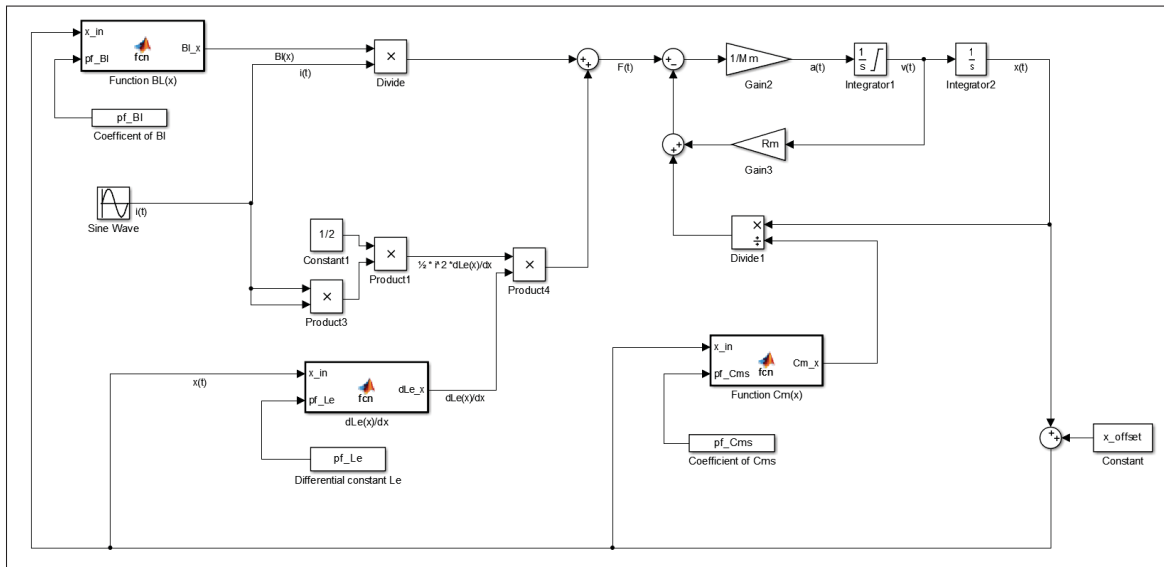 x_in
fcn
Bl_x
pf_Bl
Function BL(x)
pf_Bl
Coefficent of Bl
Bl(x)
i(t)
×
Divide
+
+
F(t)
+
−
1/Mm
Gain2
a(t)
1
s
Integrator1
v(t)
1
s
Integrator2
x(t)
+
+
Rm
Gain3
i(t)
Sine Wave
1/2
Constant1
×
Product1
½ * i^2 *dLe(x)/dx
×
Product4
×
Product3
×
÷
Divide1
x(t)
x_in
fcn
dLe_x
pf_Le
dLe(x)/dx
dLe(x)/dx
pf_Le
Differential constant Le
x_in
fcn
Cm_x
pf_Cms
Function Cm(x)
pf_Cms
Coefficient of Cms
+
+
x_offset
Constant